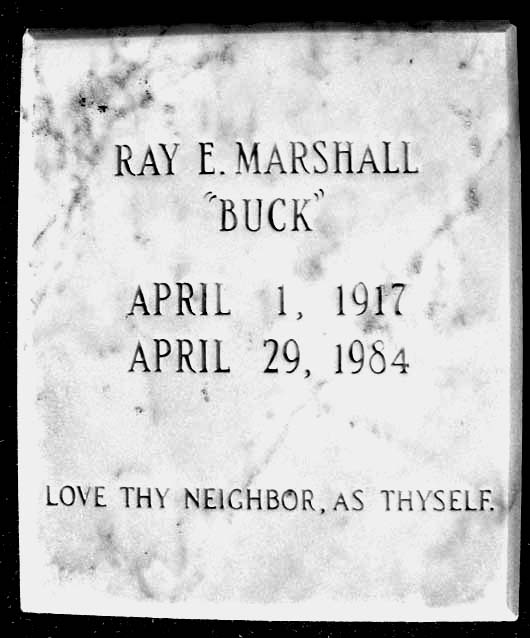 RAY E. MARSHALL
"BUCK"
APRIL 1, 1917
APRIL 29, 1984
LOVE THY NEIGHBOR, AS THYSELF.